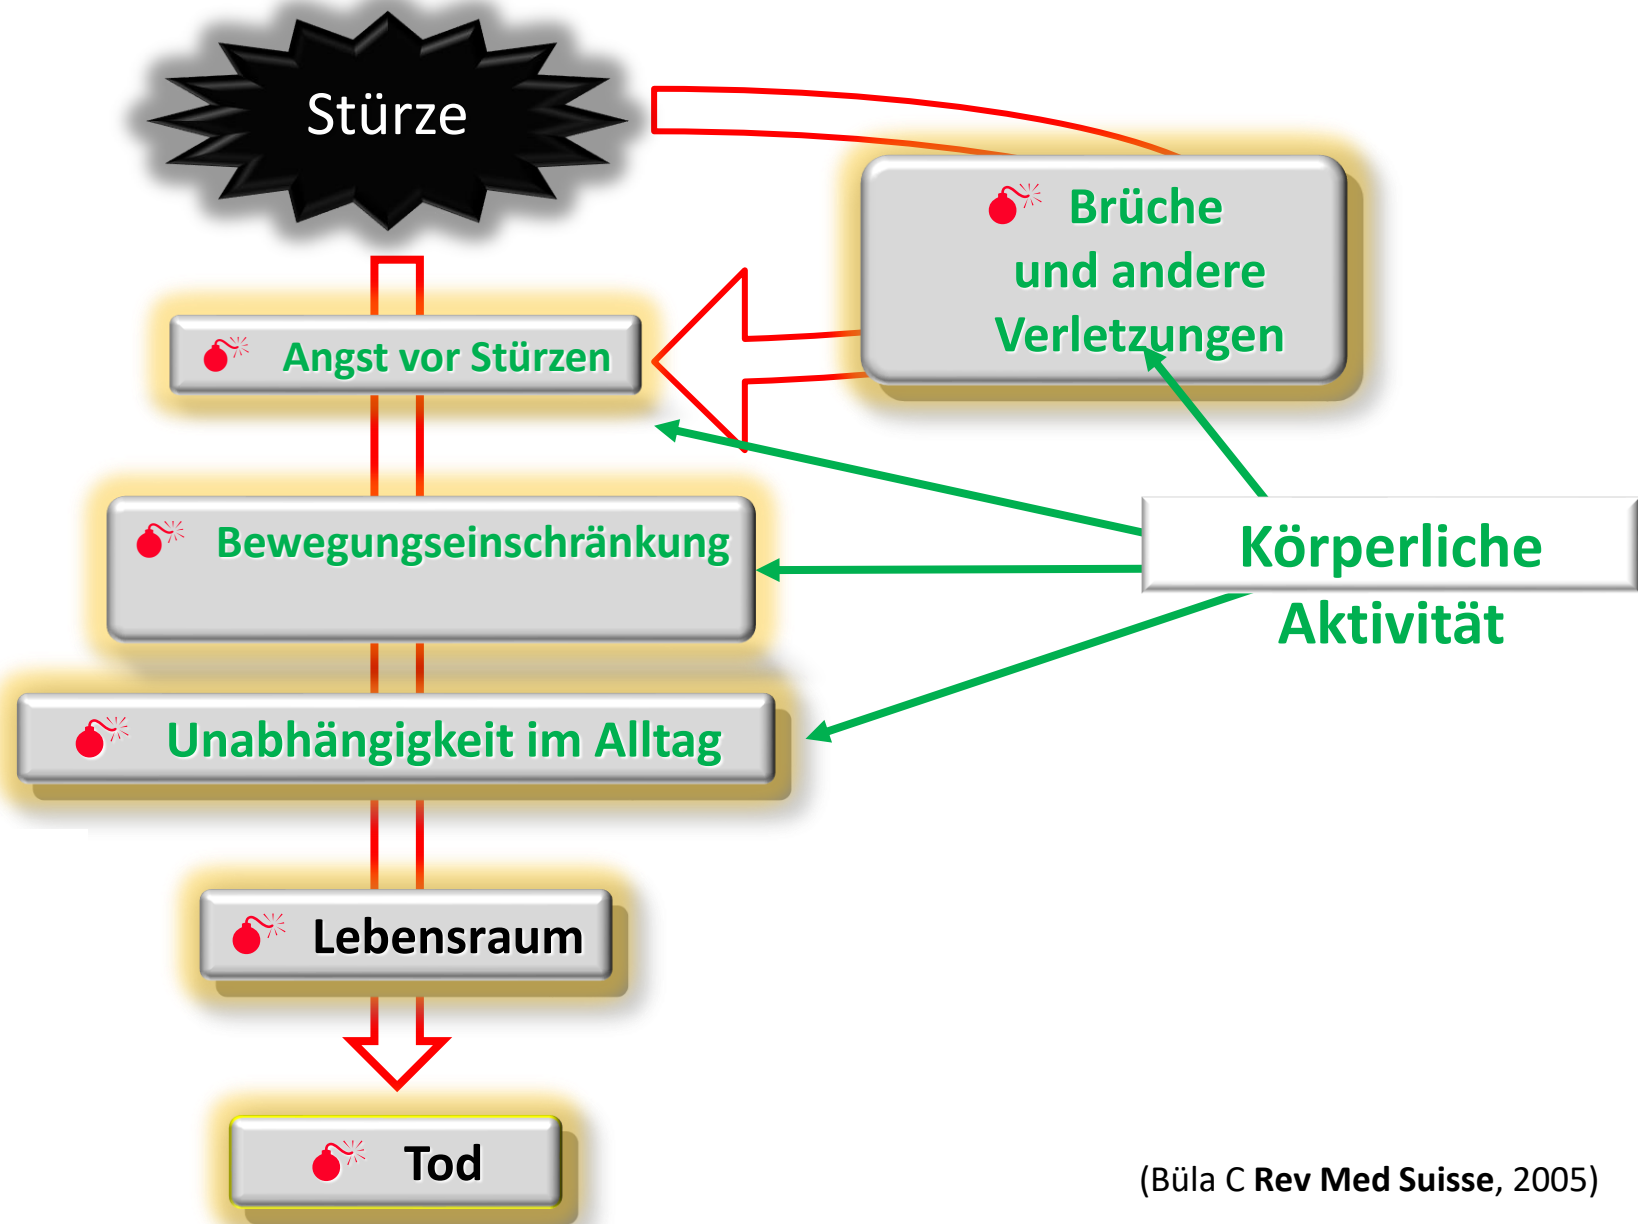 Stürze
Brüche
und andere
Verletzungen
Angst vor Stürzen
Bewegungseinschränkung
Körperliche
Aktivität
Unabhängigkeit im Alltag
Lebensraum
Tod
(Büla C Rev Med Suisse, 2005)